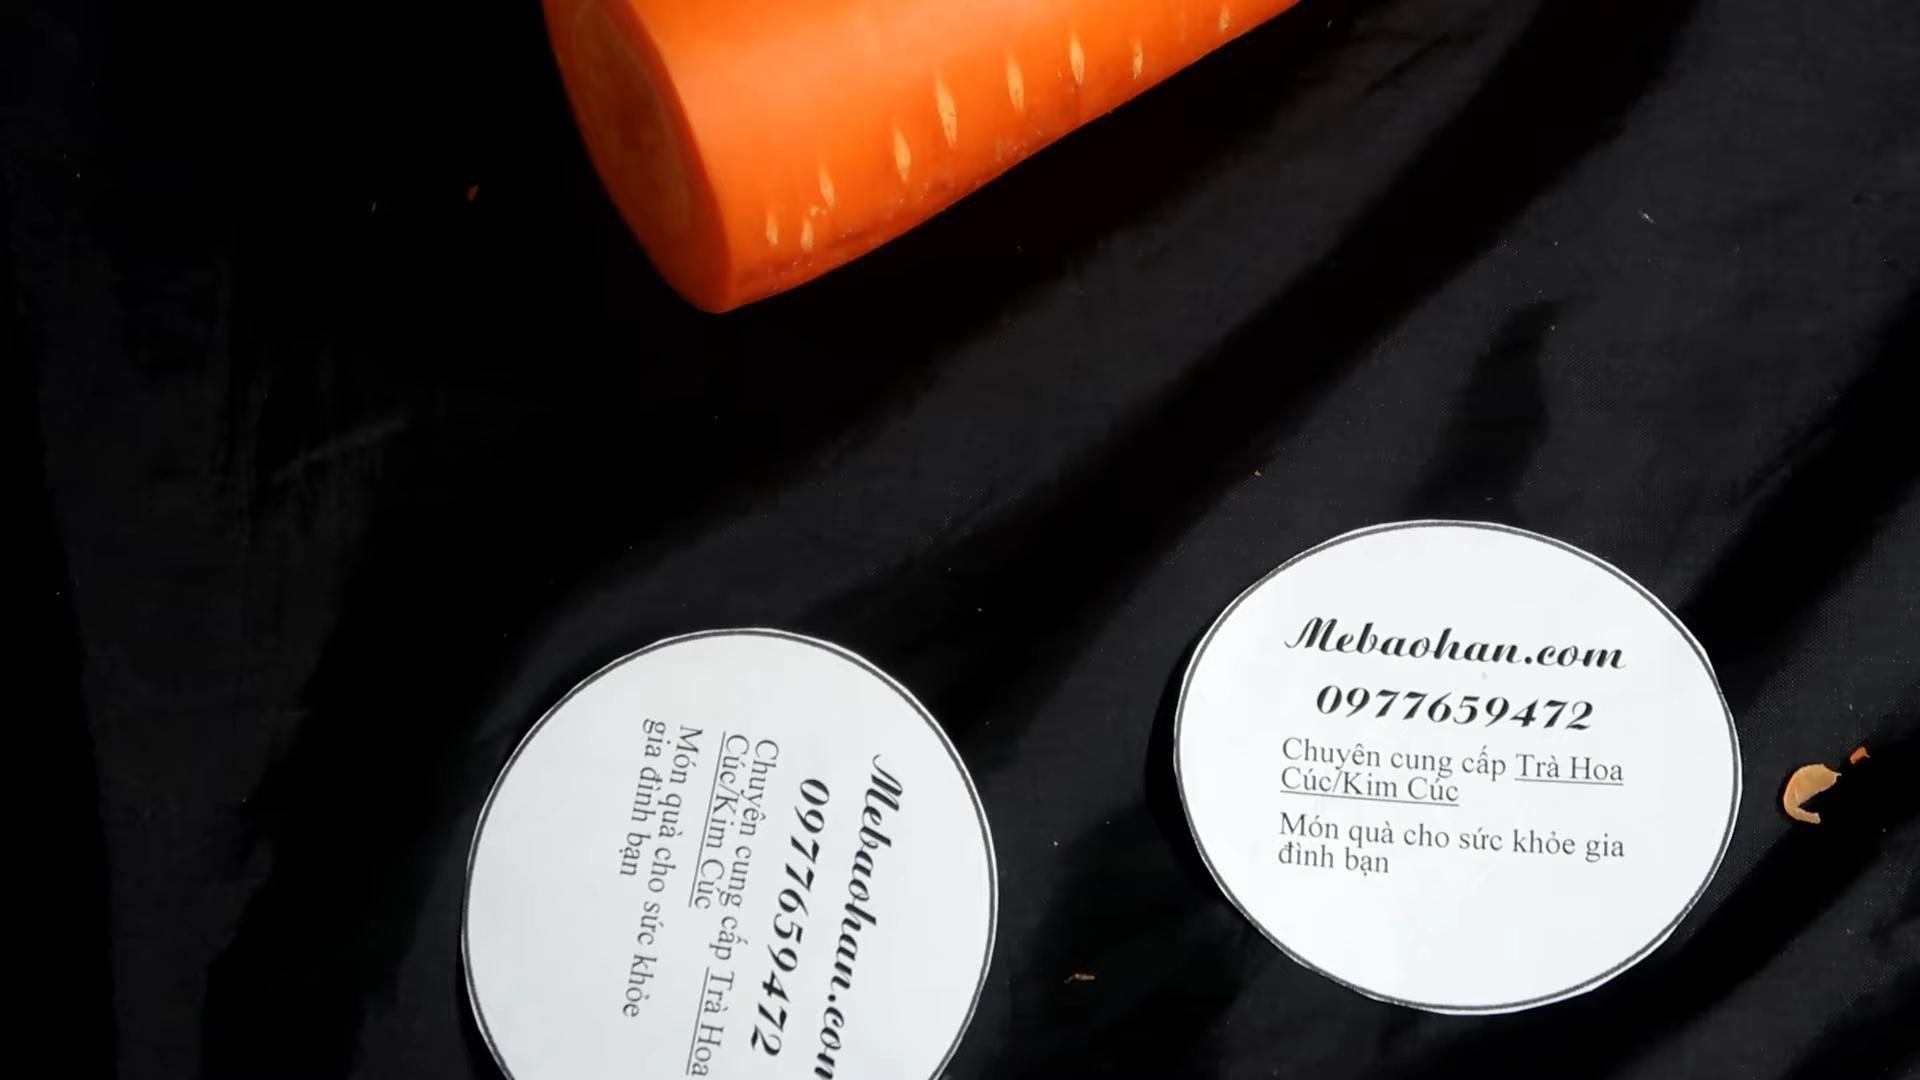 Mebaohan.com
0977659472
Chuyên cung cấp Trà Hoa
Cúc/Kim Cúc
Món quà cho sức khỏe
gia đình bạn
Mebaohan.com
0977659472
Chuyên cung cấp Trà Hoa
Cúc/Kim Cúc
Món quà cho sức khỏe gia
đình bạn